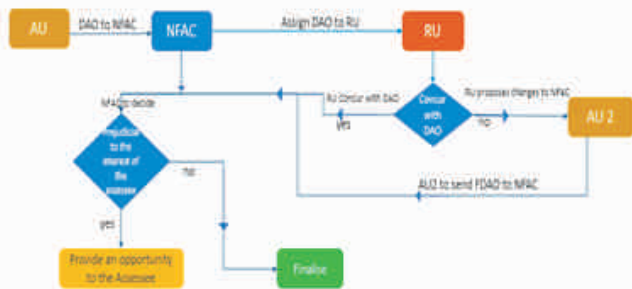 AU
DAO to NFAC
NFAC
Assign DAO to RU
RU
NFAC to decide
RU Concur with DAO
yes
Concur
with
DAO
RU proposes changes to NFAC
no
AU 2
Prejudicial
to the
interest of
the
assessee
no
AU2 to send FDAO to NFAC
yes
Provide an opportunity
to the Assessee
Finalise